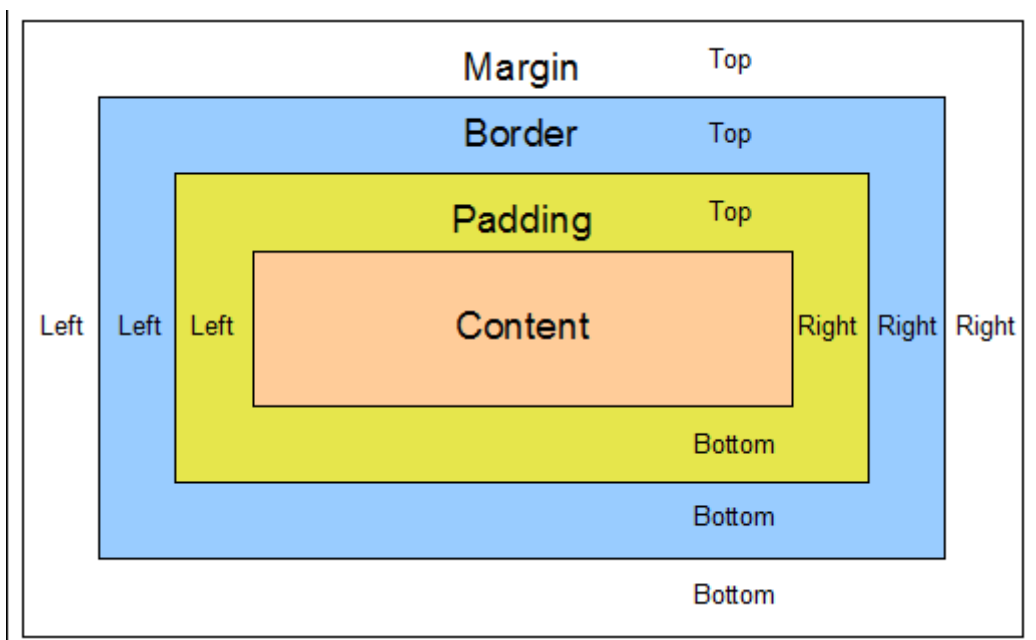 Margin Top
Border Top
Padding Top
Left Left Left Content Right Right Right
Bottom
Bottom
Bottom